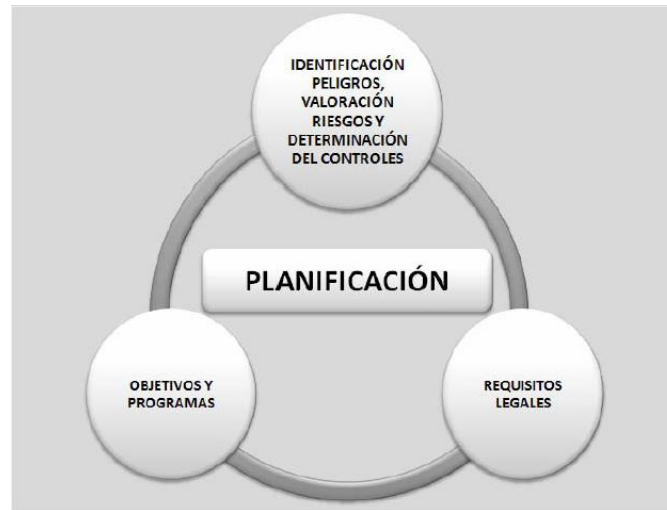 IDENTIFICACIÓN
PELIGROS,
VALORACIÓN
RIESGOS Y
DETERMINACIÓN
DEL CONTROLES
PLANIFICACIÓN
OBJETIVOS Y
PROGRAMAS
REQUISITOS
LEGALES